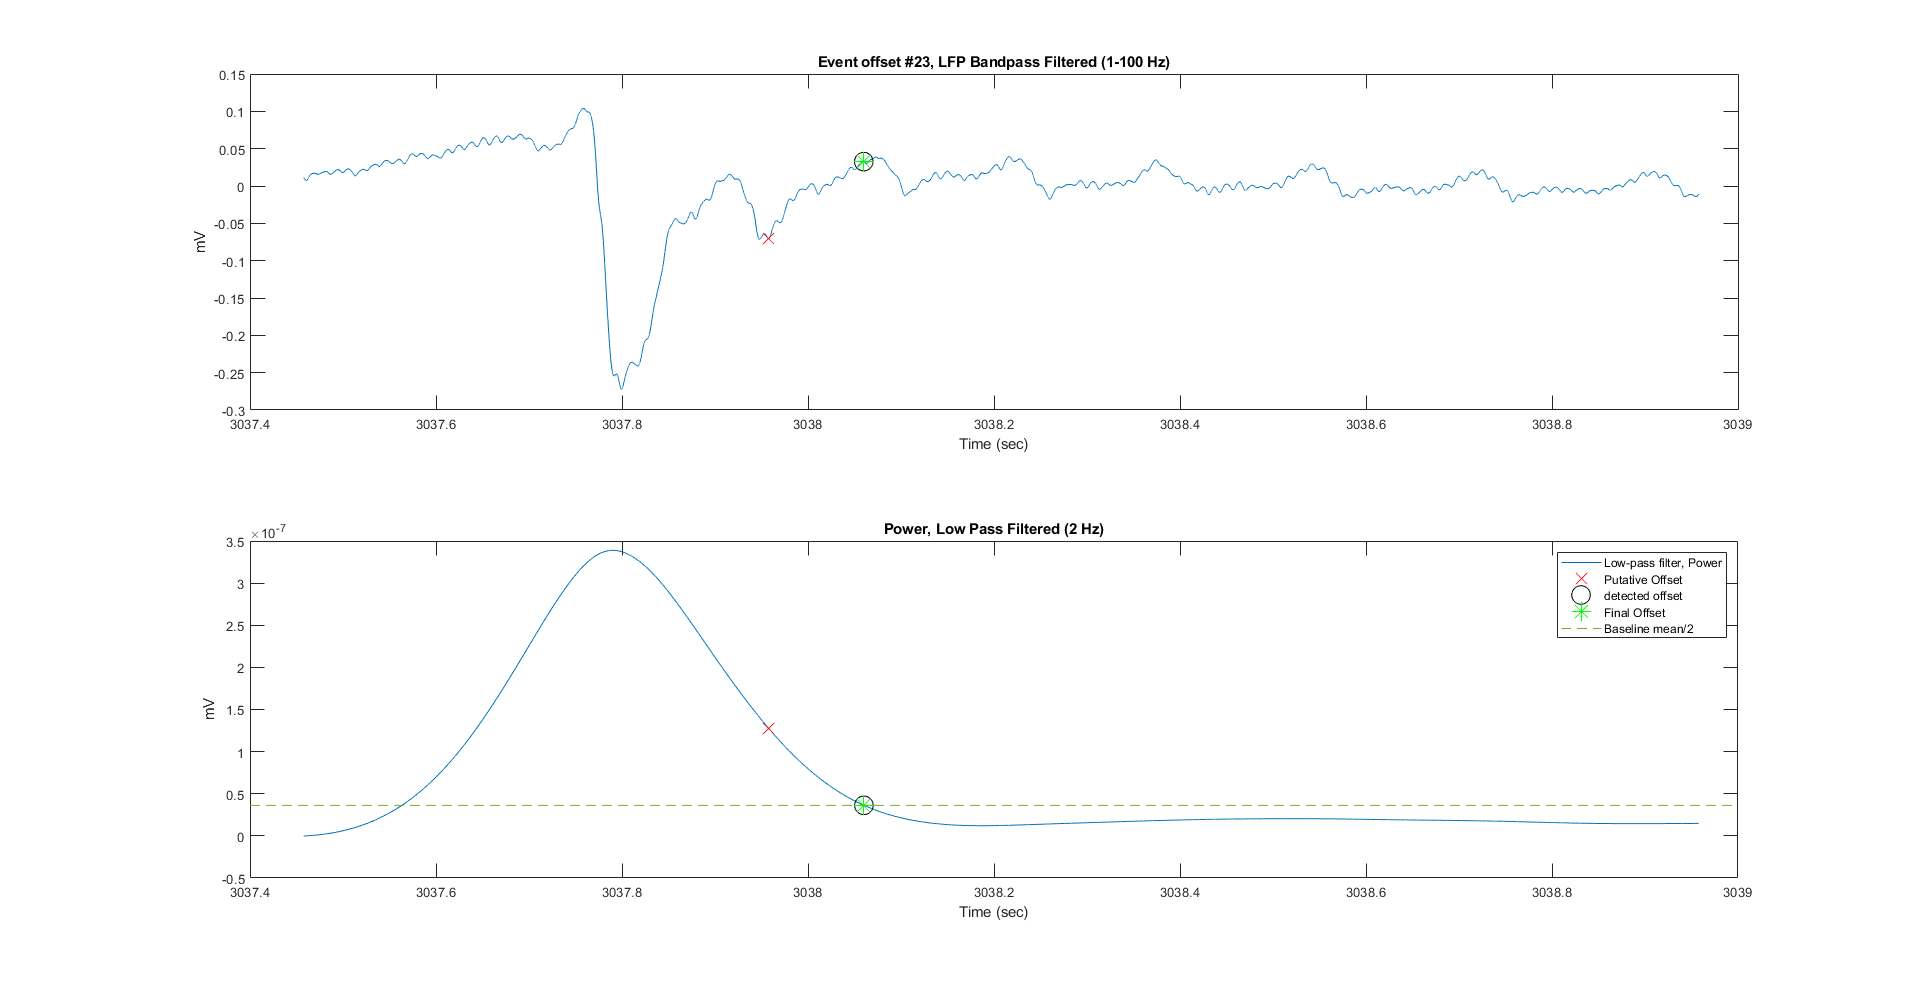 Event offset #23, LFP Bandpass Filtered (1-100 Hz)
0.15
0.1
0.05
0
-0.05
-0.1
-0.15
-0.2
-0.25
-0.3
mV
3037.4 3037.6 3037.8 3038 3038.2 3038.4 3038.6 3038.8 3039
Time (sec)
Power, Low Pass Filtered (2 Hz)
×10-7
3.5
3
2.5
2
1.5
1
0.5
0
-0.5
mV
Low-pass filter, Power
Putative Offset
detected offset
Final Offset
Baseline mean/2
3037.4 3037.6 3037.8 3038 3038.2 3038.4 3038.6 3038.8 3039
Time (sec)